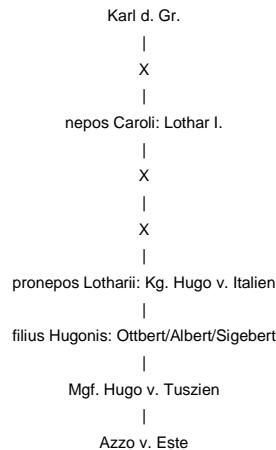 Karl d. Gr.
|
X
|
nepos Caroli: Lothar I.
|
X
|
X
|
pronepos Lotharii: Kg. Hugo v. Italien
|
filius Hugonis: Ottbert/Albert/Sigebert
|
Mgf. Hugo v. Tuszien
|
Azzo v. Este